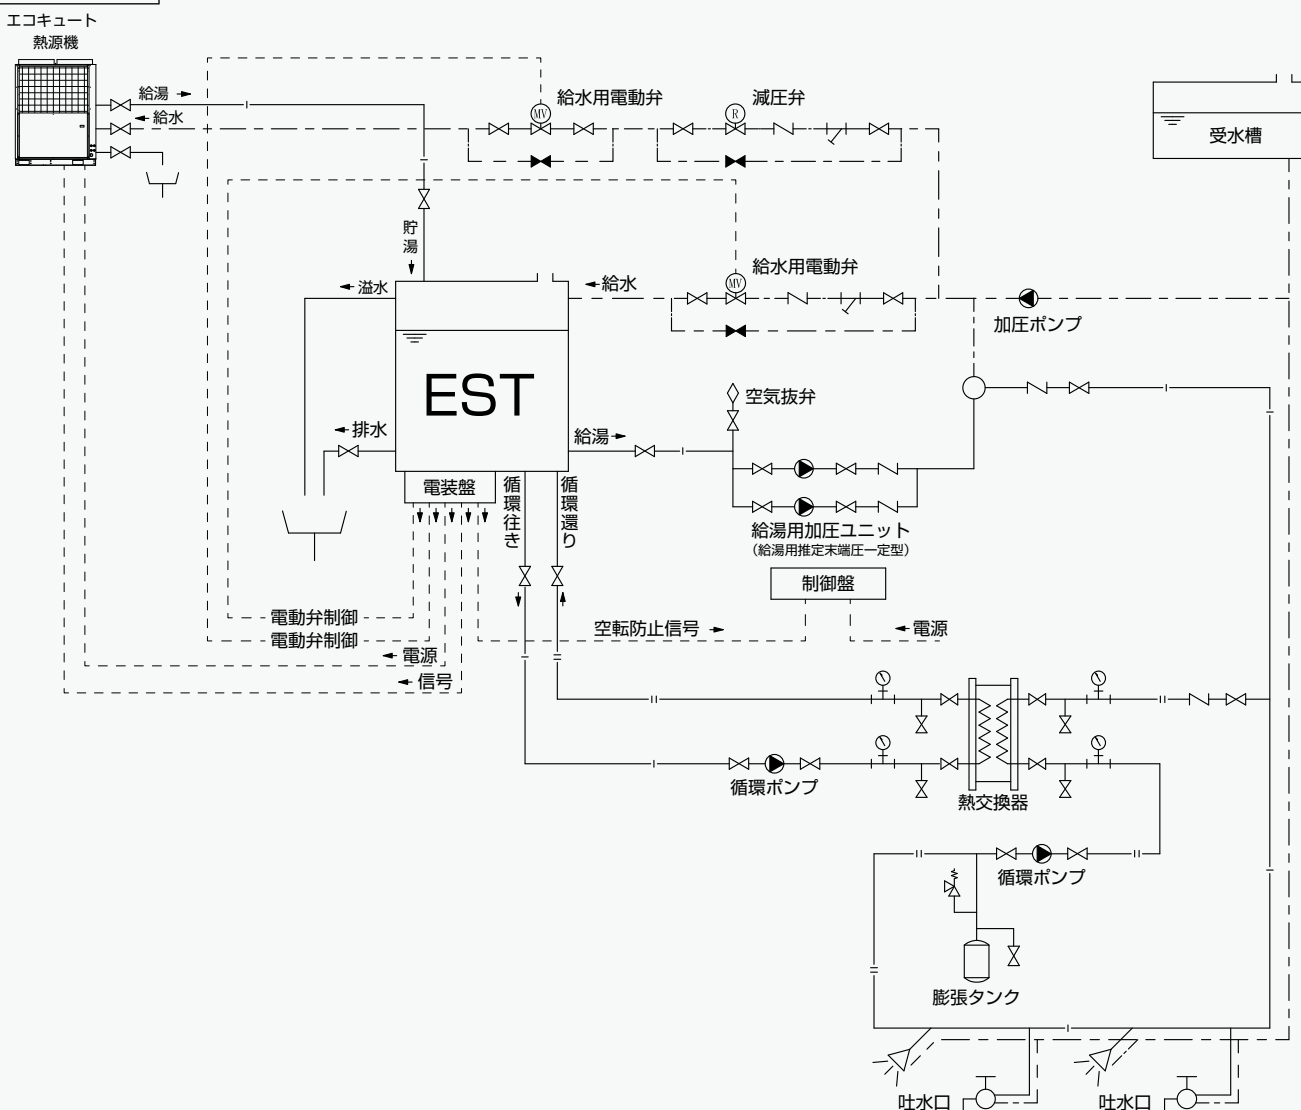 エコキュート
熱源機
給湯
給水
給水用電動弁
減圧弁
MV
R
受水槽
貯湯
給水用電動弁
MV
溢水
給水
加圧ポンプ
EST
空気抜弁
排水
給湯
電装盤
循環往き
循環還り
給湯用加圧ユニット
（給湯用推定末端圧一定型）
制御盤
電動弁制御
電動弁制御
空転防止信号
電源
電源
信号
循環ポンプ
熱交換器
循環ポンプ
膨張タンク
吐水口
吐水口